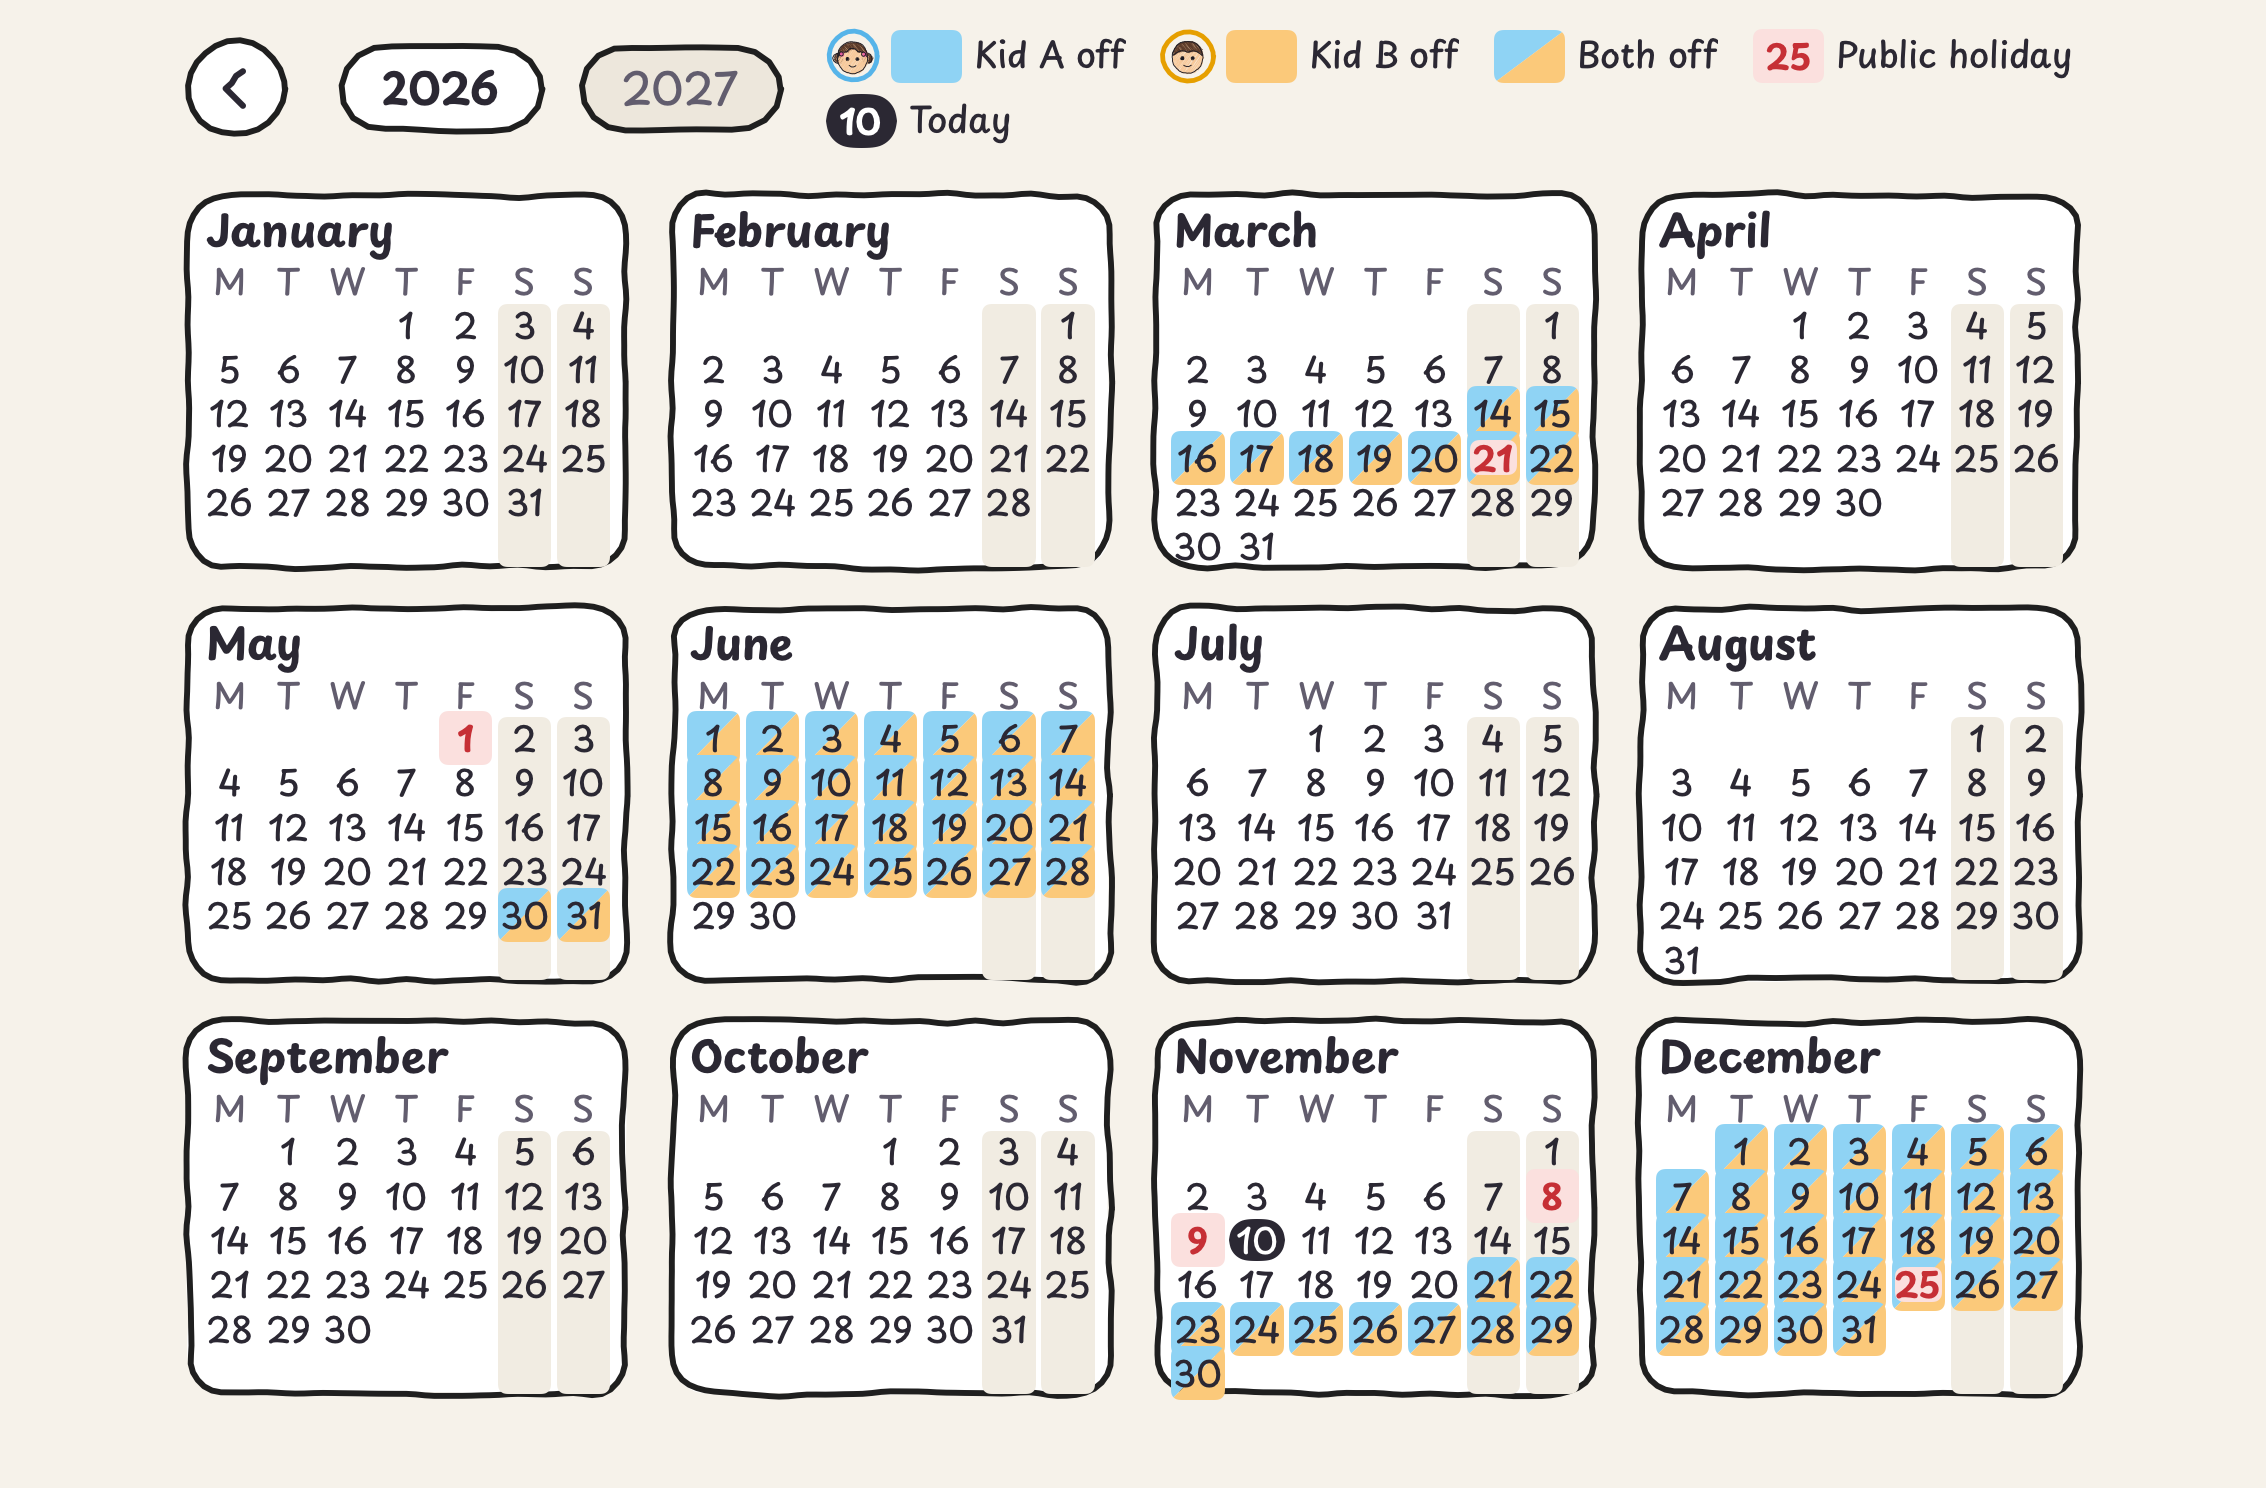 2026 2027 Kid A off Kid B off Both off 25 Public holiday
10 Today
January
M T W T F S S
1 2 3 4
5 6 7 8 9 10 11
12 13 14 15 16 17 18
19 20 21 22 23 24 25
26 27 28 29 30 31
February
M T W T F S S
1
2 3 4 5 6 7 8
9 10 11 12 13 14 15
16 17 18 19 20 21 22
23 24 25 26 27 28
March
M T W T F S S
1
2 3 4 5 6 7 8
9 10 11 12 13 14 15
16 17 18 19 20 21 22
23 24 25 26 27 28 29
30 31
April
M T W T F S S
1 2 3 4 5
6 7 8 9 10 11 12
13 14 15 16 17 18 19
20 21 22 23 24 25 26
27 28 29 30
May
M T W T F S S
1 2 3
4 5 6 7 8 9 10
11 12 13 14 15 16 17
18 19 20 21 22 23 24
25 26 27 28 29 30 31
June
M T W T F S S
1 2 3 4 5 6 7
8 9 10 11 12 13 14
15 16 17 18 19 20 21
22 23 24 25 26 27 28
29 30
July
M T W T F S S
1 2 3 4 5
6 7 8 9 10 11 12
13 14 15 16 17 18 19
20 21 22 23 24 25 26
27 28 29 30 31
August
M T W T F S S
1 2
3 4 5 6 7 8 9
10 11 12 13 14 15 16
17 18 19 20 21 22 23
24 25 26 27 28 29 30
31
September
M T W T F S S
1 2 3 4 5 6
7 8 9 10 11 12 13
14 15 16 17 18 19 20
21 22 23 24 25 26 27
28 29 30
October
M T W T F S S
1 2 3 4
5 6 7 8 9 10 11
12 13 14 15 16 17 18
19 20 21 22 23 24 25
26 27 28 29 30 31
November
M T W T F S S
1
2 3 4 5 6 7 8
9 10 11 12 13 14 15
16 17 18 19 20 21 22
23 24 25 26 27 28 29
30
December
M T W T F S S
1 2 3 4 5 6
7 8 9 10 11 12 13
14 15 16 17 18 19 20
21 22 23 24 25 26 27
28 29 30 31